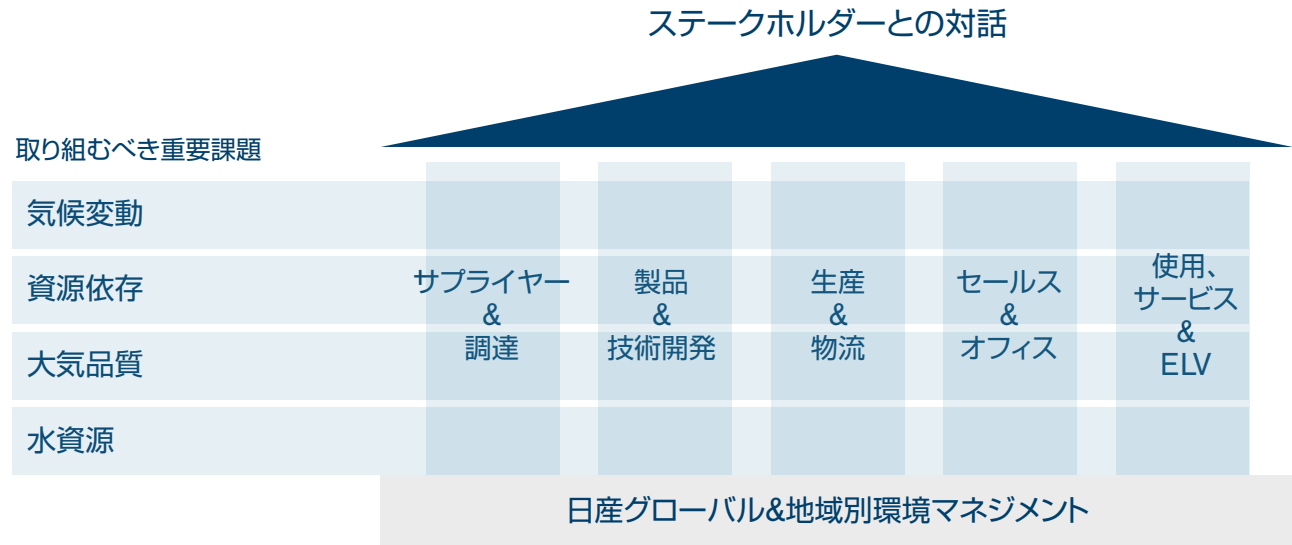 ステークホルダーとの対話
取り組むべき重要課題
気候変動
資源依存
大気品質
水資源
サプライヤー
&
調達
製品
&
技術開発
生産
&
物流
セールス
&
オフィス
使用、
サービス
&
ELV
日産グローバル&地域別環境マネジメント